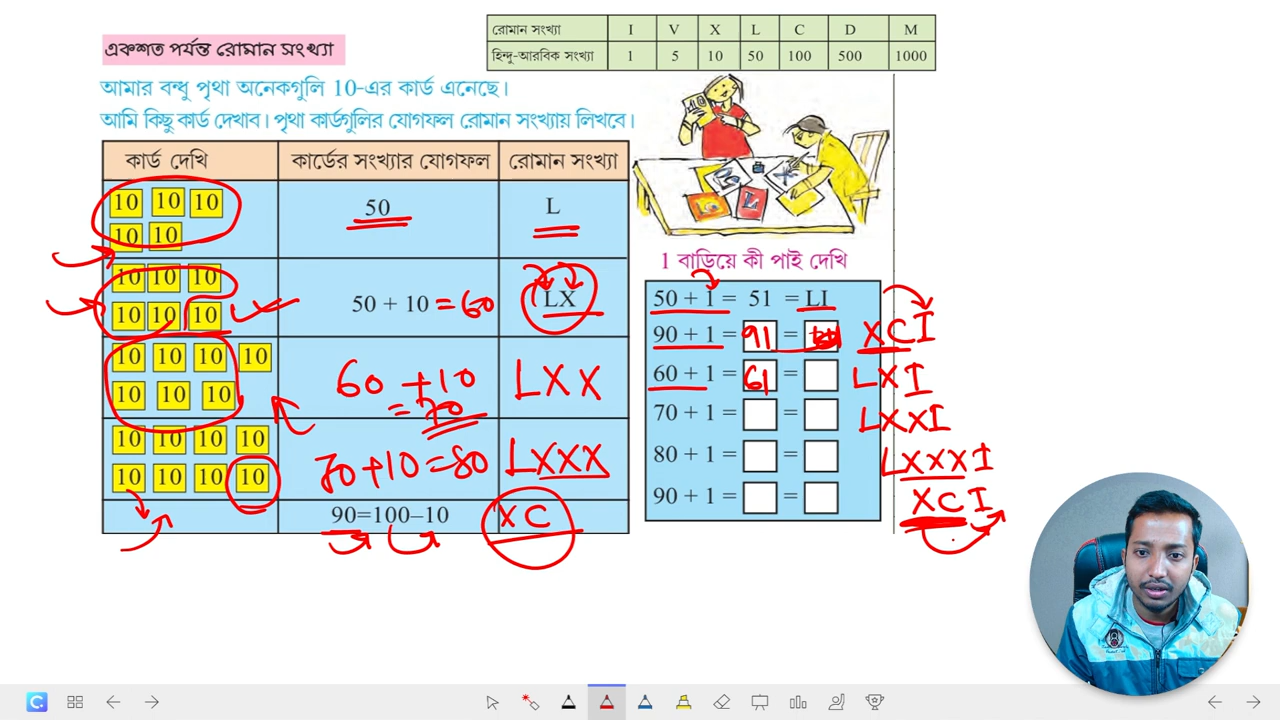 রোমান সংখ্যা I V X L C D M
হিন্দু-আরবিক সংখ্যা 1 5 10 50 100 500 1000
একশত পর্যন্ত রোমান সংখ্যা
আমার বন্ধু পৃথা অনেকগুলি 10-এর কার্ড এনেছে।
আমি কিছু কার্ড দেখাব। পৃথা কার্ডগুলির যোগফল রোমান সংখ্যায় লিখবে।
কার্ড দেখি কার্ডের সংখ্যার যোগফল রোমান সংখ্যা
10 10 10
10 10
50 L
10 10 10
10 10 10
50 + 10 = 60 LX
10 10 10 10
10 10 10
60 + 10 LXX
= 70
10 10 10 10
10 10 10 10
70 + 10 = 80 LXXX
90=100–10 XC
L
1 বাড়িয়ে কী পাই দেখি
50 + 1 = 51 = LI
90 + 1 = 91 = XCI
60 + 1 = 61 = LXI
70 + 1 = = LXXI
80 + 1 = = LXXXI
90 + 1 = = XCI